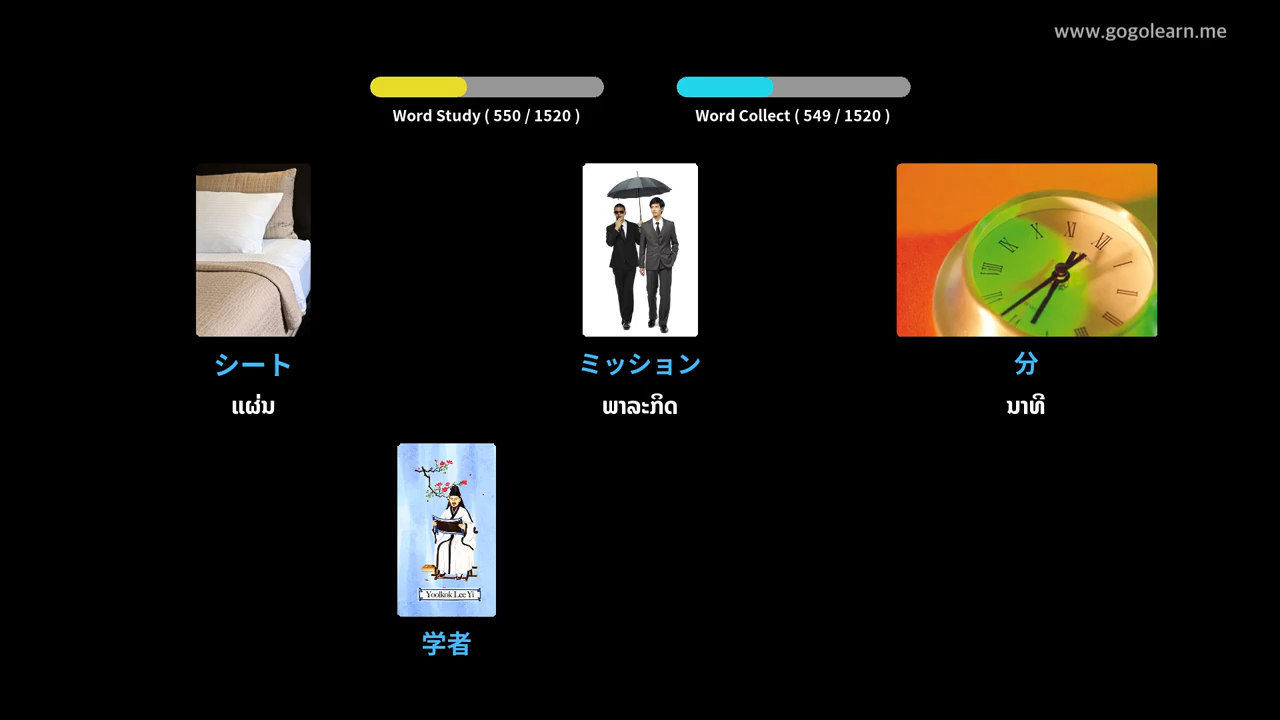 www.gogolearn.me
Word Study ( 550 / 1520 )
Word Collect ( 549 / 1520 )
シート
ミッション
分
ແຜ່ນ
ພາລະກິດ
ນາທີ
Yoolkok Lee Yi
学者